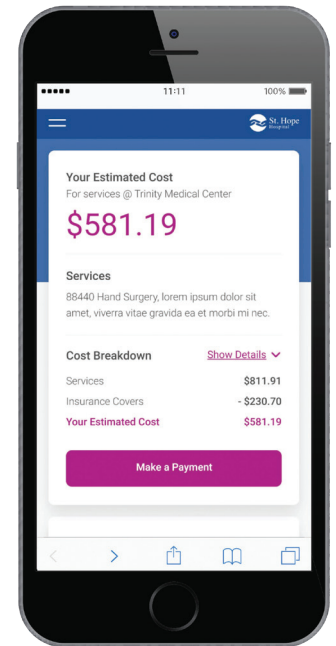 11:11
100%
St. Hope
Hospital
Your Estimated Cost
For services @ Trinity Medical Center
$581.19
Services
88440 Hand Surgery, lorem ipsum dolor sit
amet, viverra vitae gravida ea et morbi mi nec.
Cost Breakdown
Show Details
Services $811.91
Insurance Covers - $230.70
Your Estimated Cost $581.19
Make a Payment